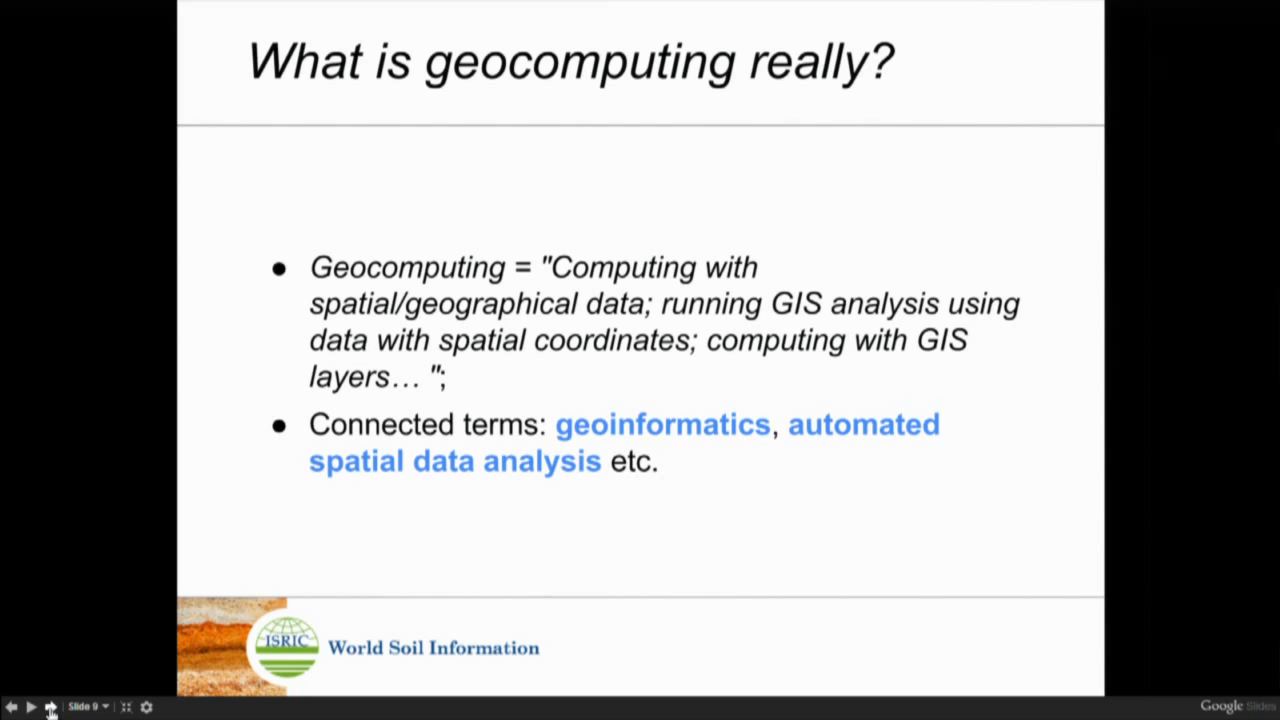 What is geocomputing really?
● Geocomputing = "Computing with
spatial/geographical data; running GIS analysis using
data with spatial coordinates; computing with GIS
layers… ";
● Connected terms: geoinformatics, automated
spatial data analysis etc.
ISRIC
World Soil Information
Slide 9
Google Slides